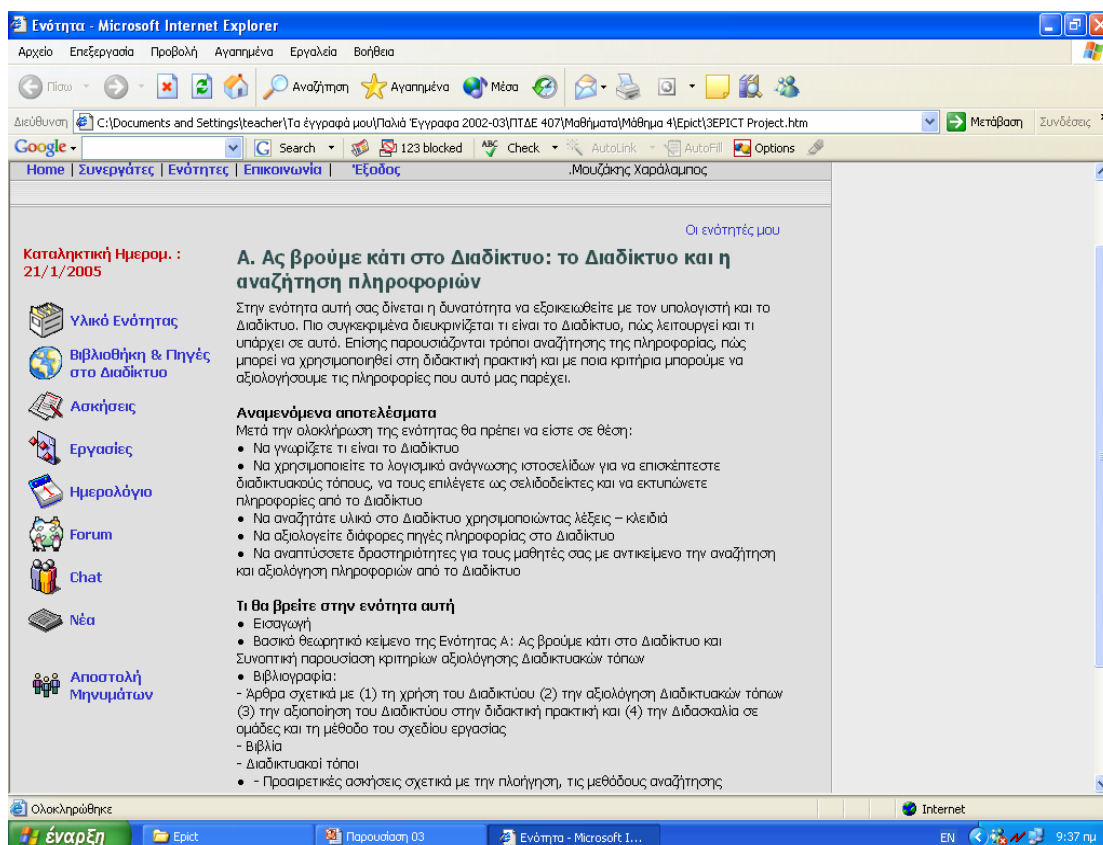 Ενότητα - Microsoft Internet Explorer
Αρχείο Επεξεργασία Προβολή Αγαπημένα Εργαλεία Βοήθεια
Πίσω Αναζήτηση Αγαπημένα Μέσα
Διεύθυνση C:\Documents and Settings\teacher\Τα έγγραφά μου\Παλιά Έγγραφα 2002-03\ΠΤΔΕ 407\Μαθήματα\Μάθημα 4\Epict\3EPICT Project.htm Μετάβαση Συνδέσεις
Google Search 123 blocked Check AutoLink AutoFill Options
Home | Συνεργάτες | Ενότητες | Επικοινωνία | Έξοδος .Μουζάκης Χαράλαμπος
Οι ενότητές μου
Καταληκτική Ημερομ. :
21/1/2005
Υλικό Ενότητας
Βιβλιοθήκη & Πηγές
στο Διαδίκτυο
Ασκήσεις
Εργασίες
Ημερολόγιο
Forum
Chat
Νέα
Αποστολή
Μηνυμάτων
Α. Ας βρούμε κάτι στο Διαδίκτυο: το Διαδίκτυο και η
αναζήτηση πληροφοριών
Στην ενότητα αυτή σας δίνεται η δυνατότητα να εξοικειωθείτε με τον υπολογιστή και το
Διαδίκτυο. Πιο συγκεκριμένα διευκρινίζεται τι είναι το Διαδίκτυο, πώς λειτουργεί και τι
υπάρχει σε αυτό. Επίσης παρουσιάζονται τρόποι αναζήτησης της πληροφορίας, πώς
μπορεί να χρησιμοποιηθεί στη διδακτική πρακτική και με ποια κριτήρια μπορούμε να
αξιολογήσουμε τις πληροφορίες που αυτό μας παρέχει.
Αναμενόμενα αποτελέσματα
Μετά την ολοκλήρωση της ενότητας θα πρέπει να είστε σε θέση:
● Να γνωρίζετε τι είναι το Διαδίκτυο
● Να χρησιμοποιείτε το λογισμικό ανάγνωσης ιστοσελίδων για να επισκέπτεστε
διαδικτυακούς τόπους, να τους επιλέγετε ως σελιδοδείκτες και να εκτυπώνετε
πληροφορίες από το Διαδίκτυο
● Να αναζητάτε υλικό στο Διαδίκτυο χρησιμοποιώντας λέξεις – κλειδιά
● Να αξιολογείτε διάφορες πηγές πληροφορίας στο Διαδίκτυο
● Να αναπτύσσετε δραστηριότητες για τους μαθητές σας με αντικείμενο την αναζήτηση
και αξιολόγηση πληροφοριών από το Διαδίκτυο
Τι θα βρείτε στην ενότητα αυτή
● Εισαγωγή
● Βασικό θεωρητικό κείμενο της Ενότητας Α: Ας βρούμε κάτι στο Διαδίκτυο και
Συνοπτική παρουσίαση κριτηρίων αξιολόγησης Διαδικτυακών τόπων
● Βιβλιογραφία:
- Άρθρα σχετικά με (1) τη χρήση του Διαδικτύου (2) την αξιολόγηση Διαδικτυακών τόπων
(3) την αξιοποίηση του Διαδικτύου στην διδακτική πρακτική και (4) την Διδασκαλία σε
ομάδες και τη μέθοδο του σχεδίου εργασίας
- Βιβλία
- Διαδικτυακοί τόποι
● - Προαιρετικές ασκήσεις σχετικά με την πλοήγηση, τις μεθόδους αναζήτησης
Ολοκληρώθηκε Internet
έναρξη Epict Παρουσίαση 03 Ενότητα - Microsoft I... EN 9:37 πμ